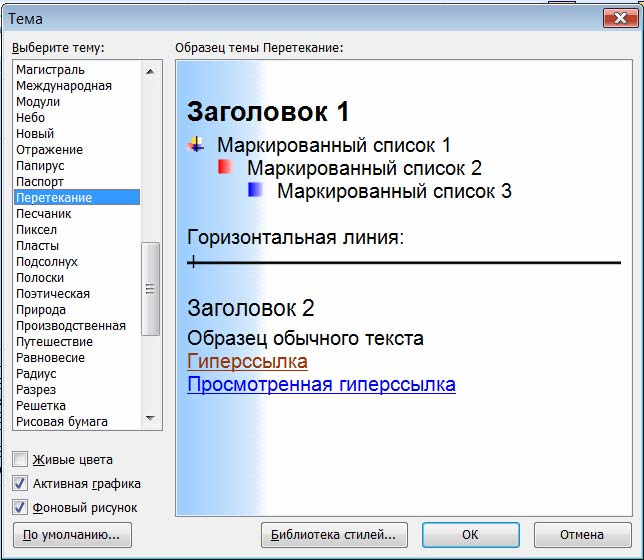 Тема
Выберите тему:
Магистраль
Международная
Модули
Небо
Новый
Отражение
Папирус
Паспорт
Перетекание
Песчаник
Пиксел
Пласты
Подсолнух
Полоски
Поэтическая
Природа
Производственная
Путешествие
Равновесие
Радиус
Разрез
Решетка
Рисовая бумага
Живые цвета
Активная графика
Фоновый рисунок
Образец темы Перетекание:
Заголовок 1
Маркированный список 1
Маркированный список 2
Маркированный список 3
Горизонтальная линия:
Заголовок 2
Образец обычного текста
Гиперссылка
Просмотренная гиперссылка
По умолчанию...
Библиотека стилей...
ОК
Отмена